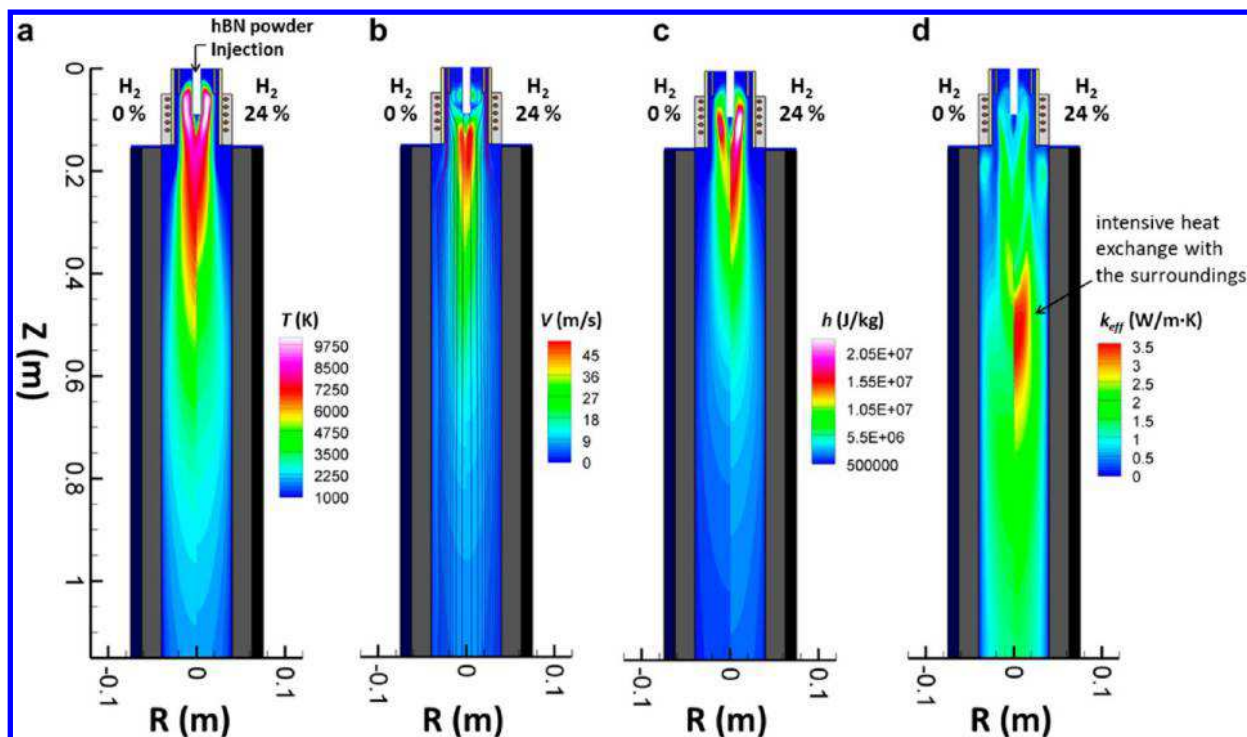 a
hBN powder
Injection
b
c
d
H₂
0 %
H₂
24 %
H₂
0 %
H₂
24 %
H₂
0 %
H₂
24 %
H₂
0 %
H₂
24 %
0
0.2
0.4
0.6
0.8
1
Z (m)
T (K)
9750
8500
7250
6000
4750
3500
2250
1000
V (m/s)
45
36
27
18
9
0
h (J/kg)
2.05E+07
1.55E+07
1.05E+07
5.5E+06
500000
intensive heat
exchange with
the surroundings
k_eff (W/m·K)
3.5
3
2.5
2
1.5
1
0.5
0
-0.1
0
0.1
R (m)
-0.1
0
0.1
R (m)
-0.1
0
0.1
R (m)
-0.1
0
0.1
R (m)